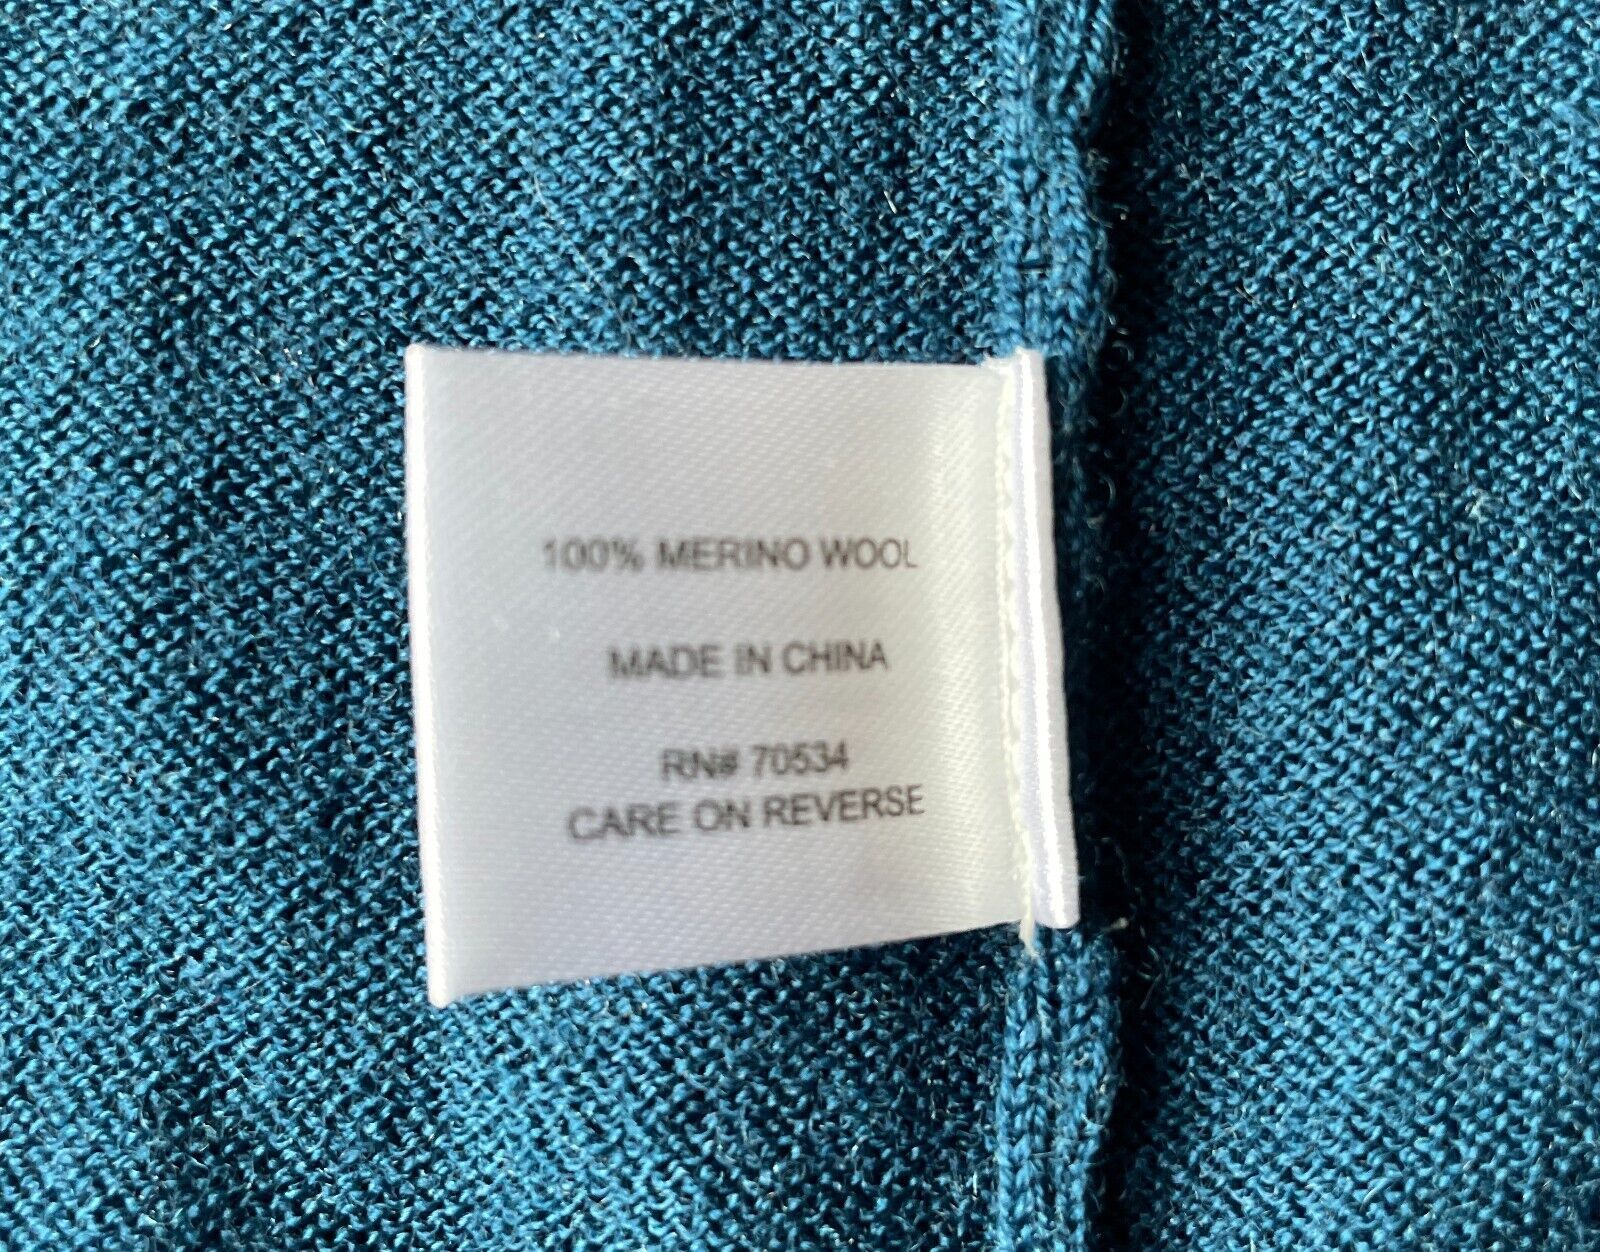 100% MERINO WOOL
MADE IN CHINA
RN# 70534
CARE ON REVERSE